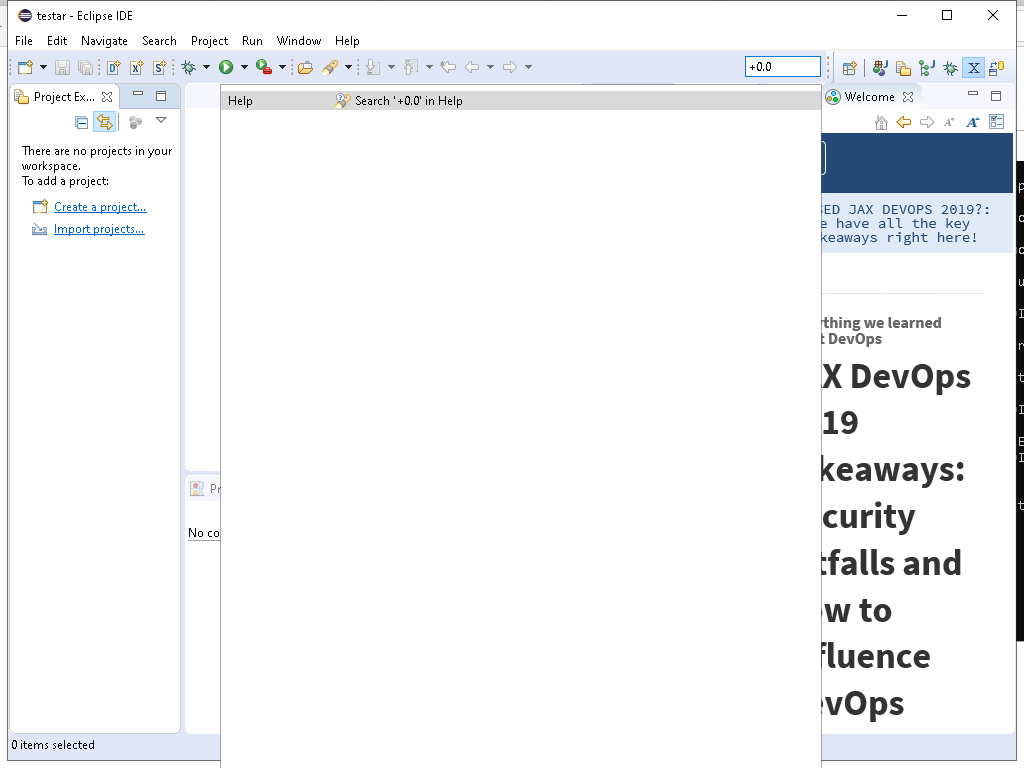 testar - Eclipse IDE
File Edit Navigate Search Project Run Window Help
+0.0
Project Ex...
Help Search '+0.0' in Help
Welcome
There are no projects in your
workspace.
To add a project:
Create a project...
Import projects...
SED JAX DEVOPS 2019?:
e have all the key
keaways right here!
rything we learned
t DevOps
X DevOps
19
keaways:
curity
tfalls and
ow to
fluence
evOps
Pr
No co
0 items selected